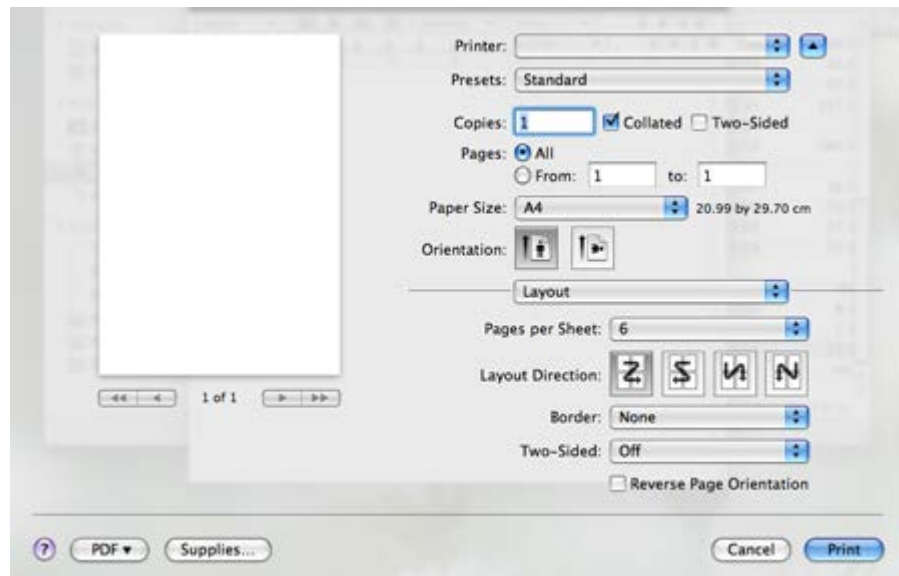 Printer:
Presets: Standard
Copies: 1 Collated Two-Sided
Pages: All
From: 1 to: 1
Paper Size: A4 20.99 by 29.70 cm
Orientation:
Layout
Pages per Sheet: 6
Layout Direction:
1 of 1
Border: None
Two-Sided: Off
Reverse Page Orientation
? PDF Supplies... Cancel Print